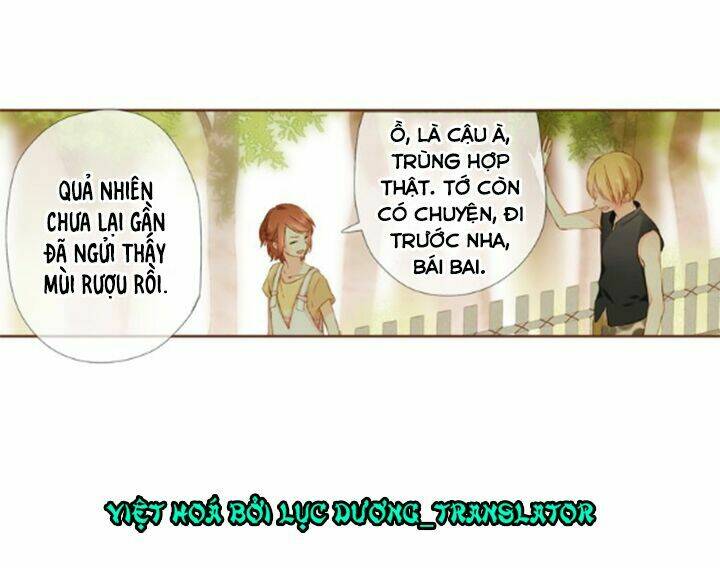 QUẢ NHIÊN
CHƯA LẠI GẦN
ĐÃ NGỬI THẤY
MÙI RƯỢU RỒI.
Ồ, LÀ CẬU À,
TRÙNG HỢP
THẬT. TỚ CÒN
CÓ CHUYỆN, ĐI
TRƯỚC NHA,
BÁI BAI.
VIỆT HOÁ BỞI LỤC DƯƠNG_TRANSLATOR